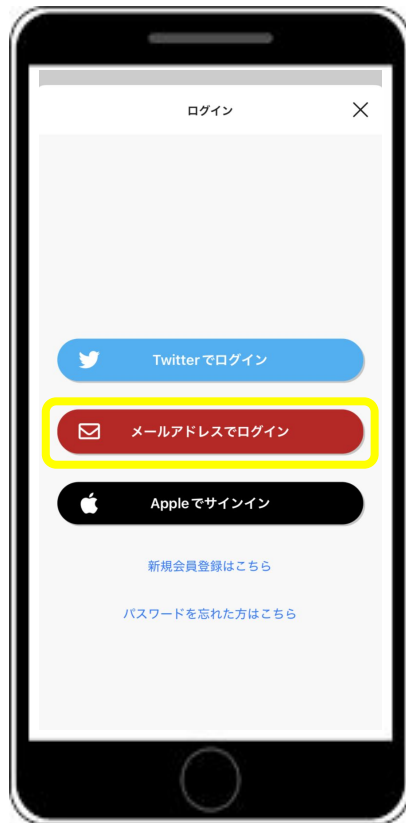 ログイン
Twitterでログイン
メールアドレスでログイン
Appleでサインイン
新規会員登録はこちら
パスワードを忘れた方はこちら